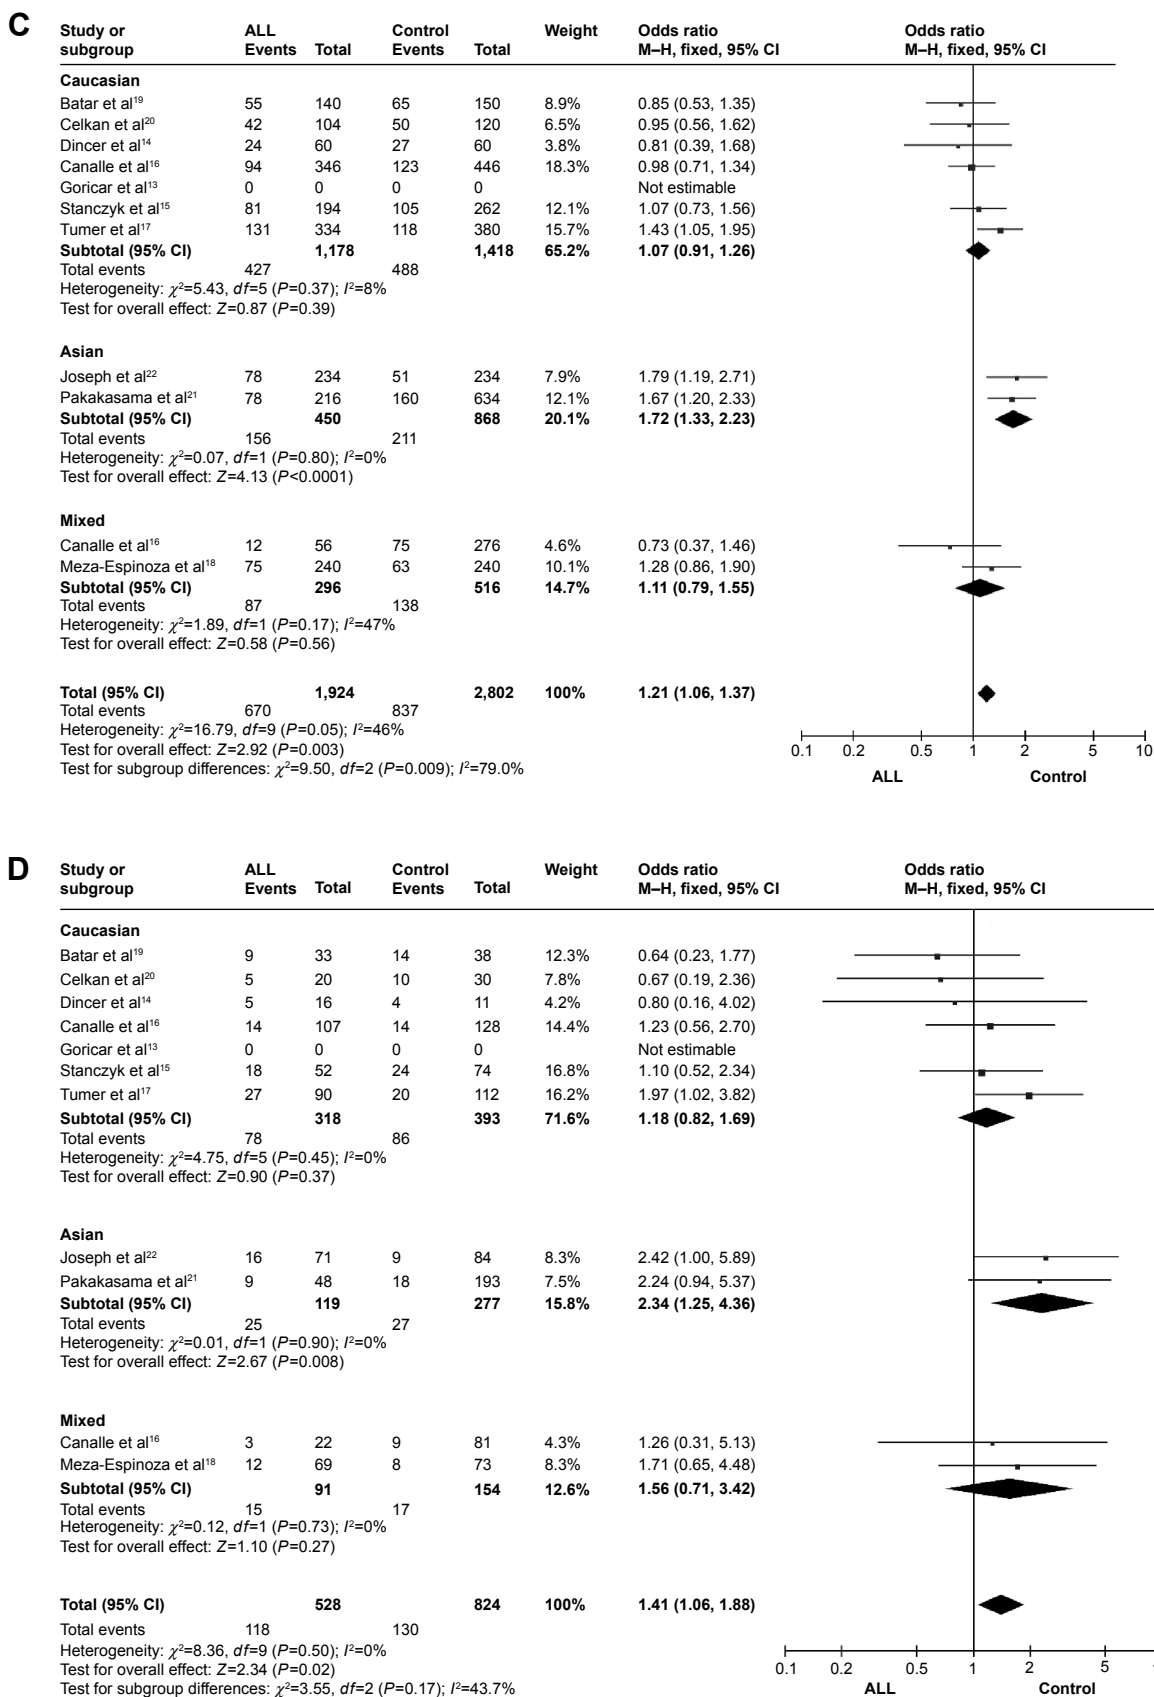 C
Study or ALL Control Weight Odds ratio Odds ratio
subgroup Events Total Events Total M–H, fixed, 95% CI M–H, fixed, 95% CI
Caucasian
Batar et al19 55 140 65 150 8.9% 0.85 (0.53, 1.35)
Celkan et al20 42 104 50 120 6.5% 0.95 (0.56, 1.62)
Dincer et al14 24 60 27 60 3.8% 0.81 (0.39, 1.68)
Canalle et al16 94 346 123 446 18.3% 0.98 (0.71, 1.34)
Goricar et al13 0 0 0 0 Not estimable
Stanczyk et al15 81 194 105 262 12.1% 1.07 (0.73, 1.56)
Tumer et al17 131 334 118 380 15.7% 1.43 (1.05, 1.95)
Subtotal (95% CI) 1,178 1,418 65.2% 1.07 (0.91, 1.26)
Total events 427 488
Heterogeneity: χ2=5.43, df=5 (P=0.37); I2=8%
Test for overall effect: Z=0.87 (P=0.39)
Asian
Joseph et al22 78 234 51 234 7.9% 1.79 (1.19, 2.71)
Pakakasama et al21 78 216 160 634 12.1% 1.67 (1.20, 2.33)
Subtotal (95% CI) 450 868 20.1% 1.72 (1.33, 2.23)
Total events 156 211
Heterogeneity: χ2=0.07, df=1 (P=0.80); I2=0%
Test for overall effect: Z=4.13 (P<0.0001)
Mixed
Canalle et al16 12 56 75 276 4.6% 0.73 (0.37, 1.46)
Meza-Espinoza et al18 75 240 63 240 10.1% 1.28 (0.86, 1.90)
Subtotal (95% CI) 296 516 14.7% 1.11 (0.79, 1.55)
Total events 87 138
Heterogeneity: χ2=1.89, df=1 (P=0.17); I2=47%
Test for overall effect: Z=0.58 (P=0.56)
Total (95% CI) 1,924 2,802 100% 1.21 (1.06, 1.37)
Total events 670 837
Heterogeneity: χ2=16.79, df=9 (P=0.05); I2=46%
Test for overall effect: Z=2.92 (P=0.003)
Test for subgroup differences: χ2=9.50, df=2 (P=0.009); I2=79.0%
0.1 0.2 0.5 1 2 5 10
ALL Control
D
Study or ALL Control Weight Odds ratio Odds ratio
subgroup Events Total Events Total M–H, fixed, 95% CI M–H, fixed, 95% CI
Caucasian
Batar et al19 9 33 14 38 12.3% 0.64 (0.23, 1.77)
Celkan et al20 5 20 10 30 7.8% 0.67 (0.19, 2.36)
Dincer et al14 5 16 4 11 4.2% 0.80 (0.16, 4.02)
Canalle et al16 14 107 14 128 14.4% 1.23 (0.56, 2.70)
Goricar et al13 0 0 0 0 Not estimable
Stanczyk et al15 18 52 24 74 16.8% 1.10 (0.52, 2.34)
Tumer et al17 27 90 20 112 16.2% 1.97 (1.02, 3.82)
Subtotal (95% CI) 318 393 71.6% 1.18 (0.82, 1.69)
Total events 78 86
Heterogeneity: χ2=4.75, df=5 (P=0.45); I2=0%
Test for overall effect: Z=0.90 (P=0.37)
Asian
Joseph et al22 16 71 9 84 8.3% 2.42 (1.00, 5.89)
Pakakasama et al21 9 48 18 193 7.5% 2.24 (0.94, 5.37)
Subtotal (95% CI) 119 277 15.8% 2.34 (1.25, 4.36)
Total events 25 27
Heterogeneity: χ2=0.01, df=1 (P=0.90); I2=0%
Test for overall effect: Z=2.67 (P=0.008)
Mixed
Canalle et al16 3 22 9 81 4.3% 1.26 (0.31, 5.13)
Meza-Espinoza et al18 12 69 8 73 8.3% 1.71 (0.65, 4.48)
Subtotal (95% CI) 91 154 12.6% 1.56 (0.71, 3.42)
Total events 15 17
Heterogeneity: χ2=0.12, df=1 (P=0.73); I2=0%
Test for overall effect: Z=1.10 (P=0.27)
Total (95% CI) 528 824 100% 1.41 (1.06, 1.88)
Total events 118 130
Heterogeneity: χ2=8.36, df=9 (P=0.50); I2=0%
Test for overall effect: Z=2.34 (P=0.02)
Test for subgroup differences: χ2=3.55, df=2 (P=0.17); I2=43.7%
0.1 0.2 0.5 1 2 5
ALL Control